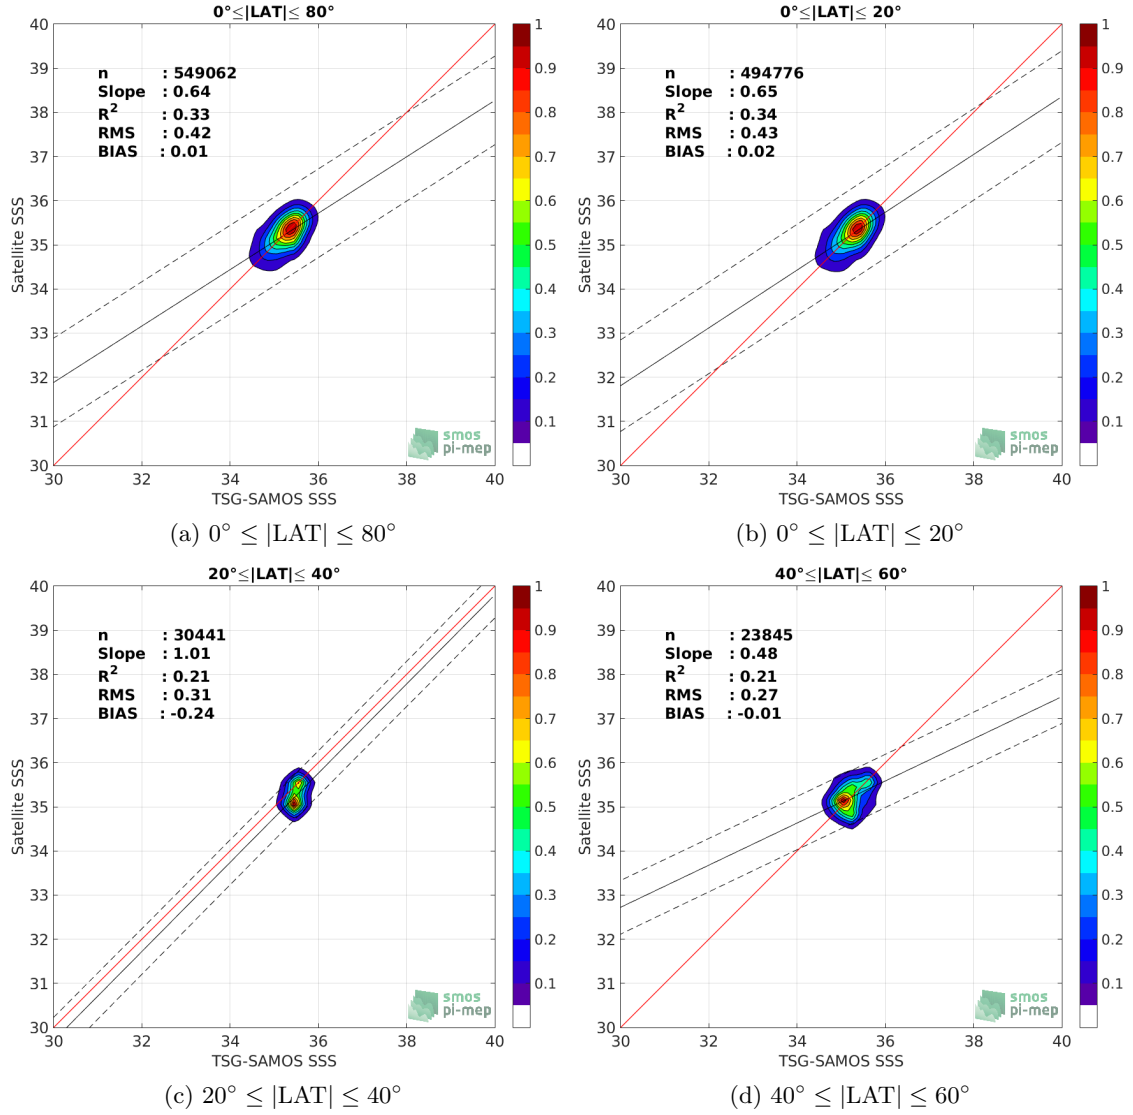 0°≤|LAT|≤ 80°
n : 549062
Slope : 0.64
R² : 0.33
RMS : 0.42
BIAS : 0.01
Satellite SSS
40
39
38
37
36
35
34
33
32
31
30
30 32 34 36 38 40
TSG-SAMOS SSS
1
0.9
0.8
0.7
0.6
0.5
0.4
0.3
0.2
0.1
smos
pi-mep
(a) 0° ≤ |LAT| ≤ 80°
0°≤|LAT|≤ 20°
n : 494776
Slope : 0.65
R² : 0.34
RMS : 0.43
BIAS : 0.02
Satellite SSS
40
39
38
37
36
35
34
33
32
31
30
30 32 34 36 38 40
TSG-SAMOS SSS
1
0.9
0.8
0.7
0.6
0.5
0.4
0.3
0.2
0.1
smos
pi-mep
(b) 0° ≤ |LAT| ≤ 20°
20°≤|LAT|≤ 40°
n : 30441
Slope : 1.01
R² : 0.21
RMS : 0.31
BIAS : -0.24
Satellite SSS
40
39
38
37
36
35
34
33
32
31
30
30 32 34 36 38 40
TSG-SAMOS SSS
1
0.9
0.8
0.7
0.6
0.5
0.4
0.3
0.2
0.1
smos
pi-mep
(c) 20° ≤ |LAT| ≤ 40°
40°≤|LAT|≤ 60°
n : 23845
Slope : 0.48
R² : 0.21
RMS : 0.27
BIAS : -0.01
Satellite SSS
40
39
38
37
36
35
34
33
32
31
30
30 32 34 36 38 40
TSG-SAMOS SSS
1
0.9
0.8
0.7
0.6
0.5
0.4
0.3
0.2
0.1
smos
pi-mep
(d) 40° ≤ |LAT| ≤ 60°